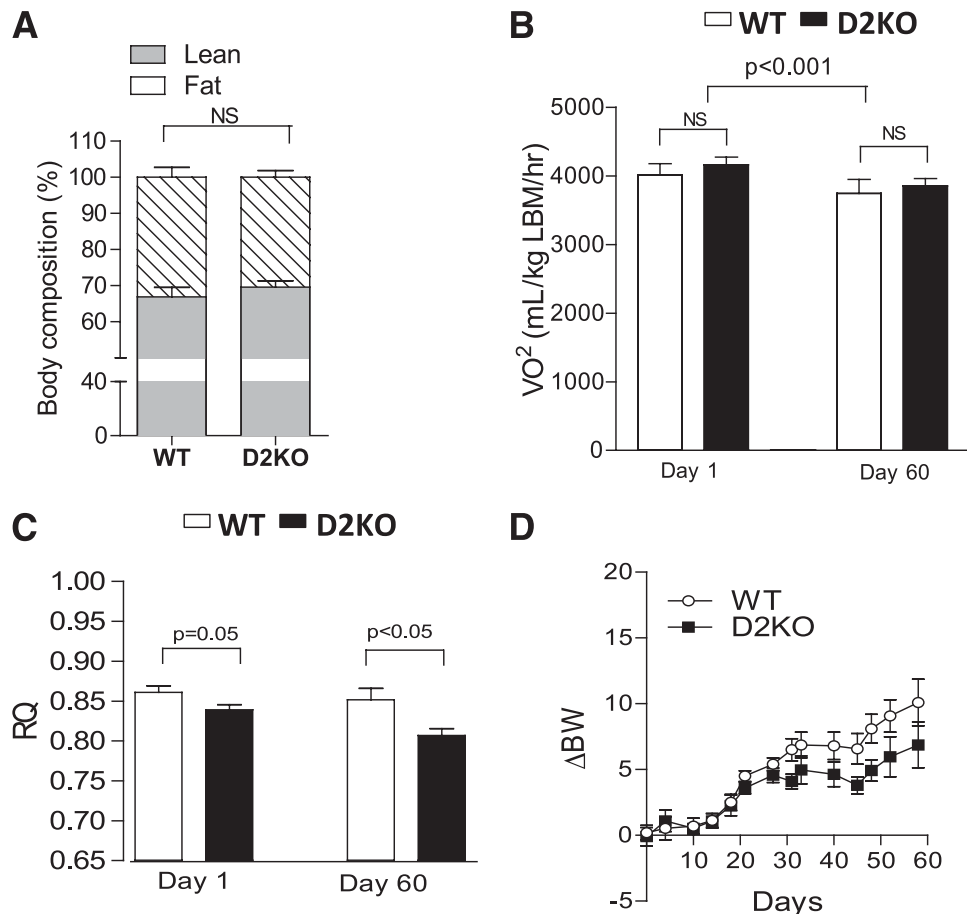 A
Lean
Fat
NS
110
100
90
80
70
60
40
0
Body composition (%)
WT
D2KO
B
WT D2KO
p<0.001
NS
NS
5000
4000
3000
2000
1000
0
VO² (mL/kg LBM/hr)
Day 1
Day 60
C
WT D2KO
1.00
0.95
0.90
0.85
0.80
0.75
0.70
0.65
RQ
p=0.05
p<0.05
Day 1
Day 60
D
WT
D2KO
20
15
10
5
0
-5
ΔBW
10 20 30 40 50 60
Days